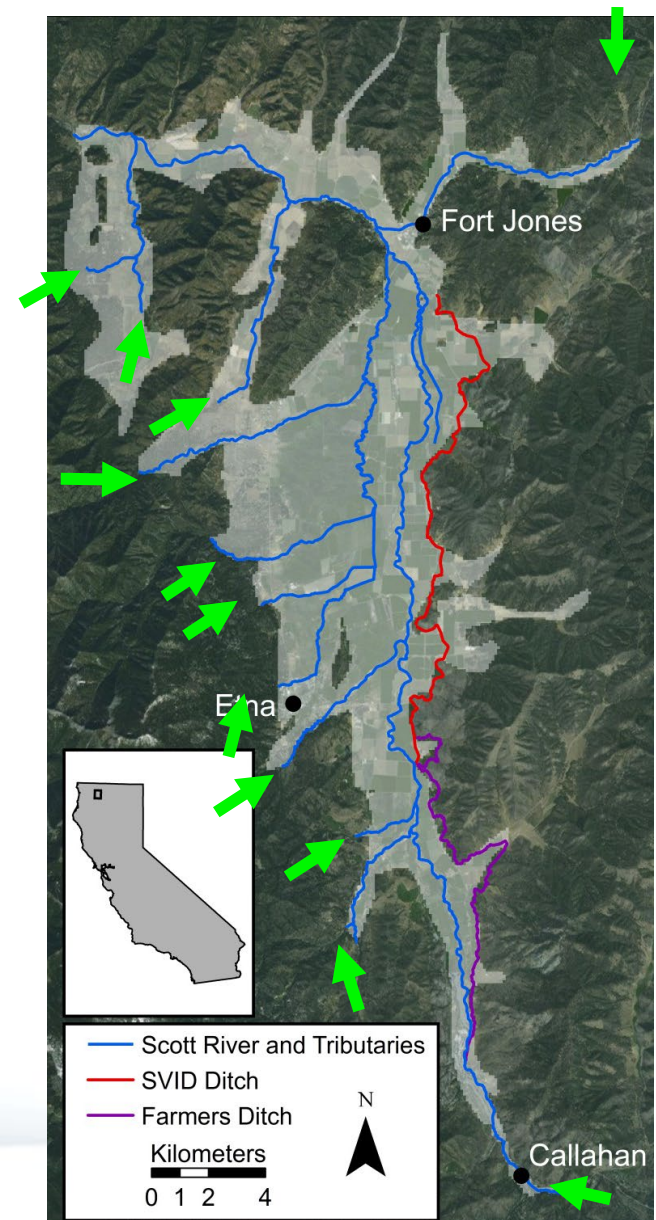 Fort Jones
Etna
Scott River and Tributaries
SVID Ditch
Farmers Ditch
N
Kilometers
0 1 2 4
Callahan